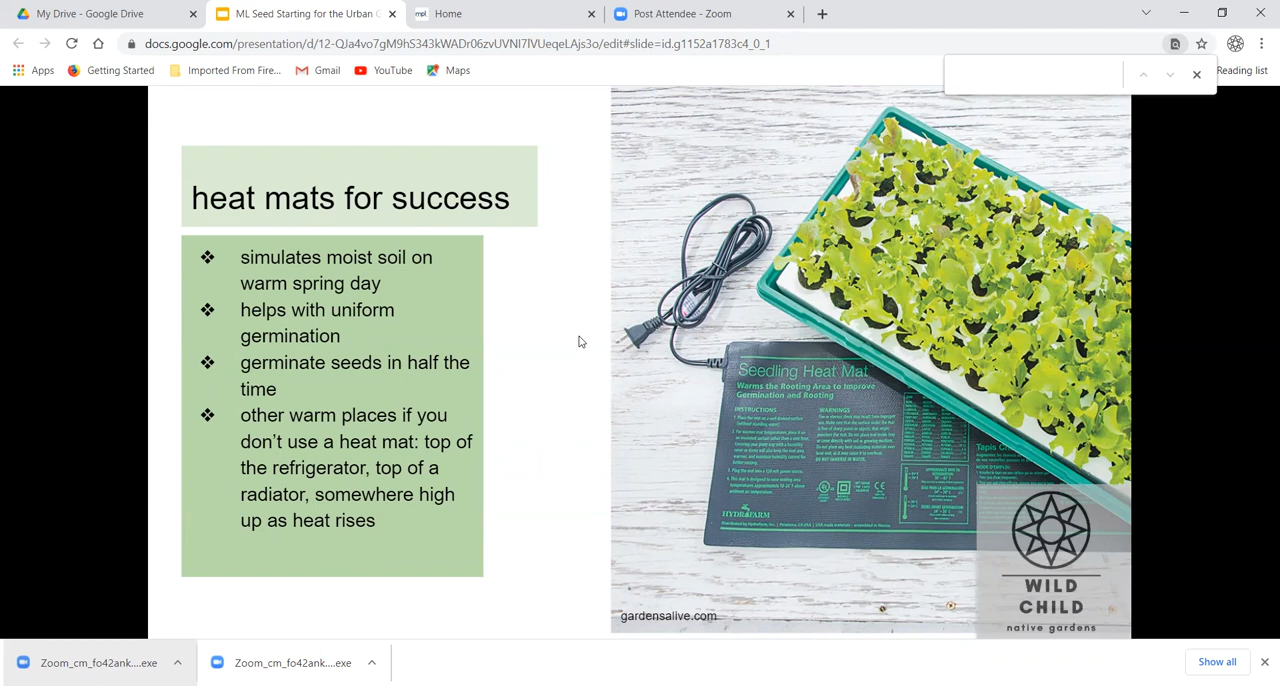 My Drive - Google Drive
ML Seed Starting for the Urban G
mpl Home
Post Attendee - Zoom
docs.google.com/presentation/d/12-QJa4vo7gM9hS343kWADr06zvUVNI7lVUeqeLAjs3o/edit#slide=id.g1152a1783c4_0_1
Apps
Getting Started
Imported From Fire...
Gmail
YouTube
Maps
Reading list
heat mats for success
❖ simulates moist soil on
warm spring day
❖ helps with uniform
germination
❖ germinate seeds in half the
time
❖ other warm places if you
don't use a heat mat: top of
the refrigerator, top of a
radiator, somewhere high
up as heat rises
Seedling Heat Mat
Warms the Rooting Area to Improve
Germination and Rooting
INSTRUCTIONS
WARNINGS
HYDROFARM
WILD
CHILD
native gardens
gardensalive.com
Zoom_cm_fo42ank....exe
Zoom_cm_fo42ank....exe
Show all